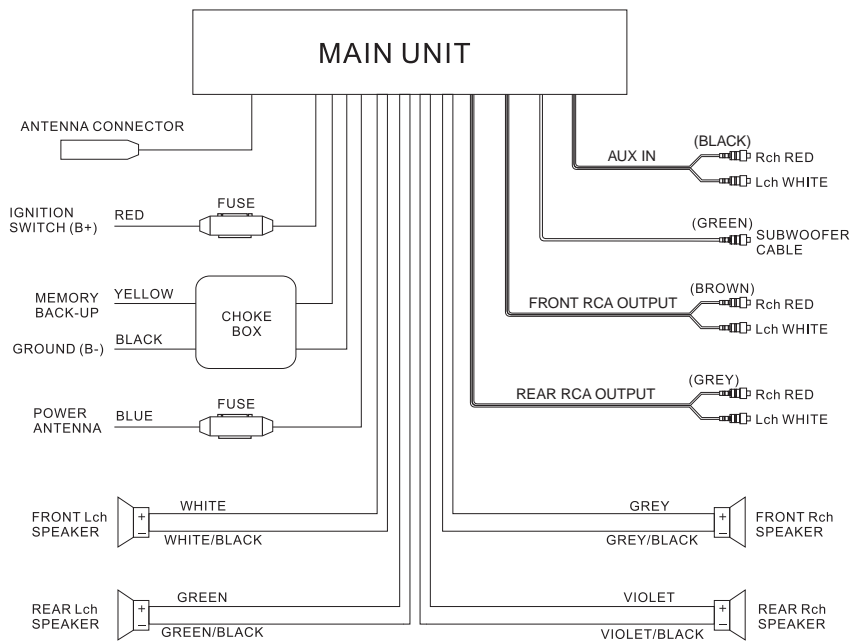 MAIN UNIT
ANTENNA CONNECTOR
IGNITION
SWITCH (B+)
RED
FUSE
MEMORY
BACK-UP
YELLOW
CHOKE
BOX
GROUND (B-)
BLACK
POWER
ANTENNA
BLUE
FUSE
FRONT Lch
SPEAKER
+
−
WHITE
WHITE/BLACK
REAR Lch
SPEAKER
+
−
GREEN
GREEN/BLACK
AUX IN
(BLACK)
Rch RED
Lch WHITE
(GREEN)
SUBWOOFER
CABLE
FRONT RCA OUTPUT
(BROWN)
Rch RED
Lch WHITE
REAR RCA OUTPUT
(GREY)
Rch RED
Lch WHITE
GREY
GREY/BLACK
+
−
FRONT Rch
SPEAKER
VIOLET
VIOLET/BLACK
+
−
REAR Rch
SPEAKER